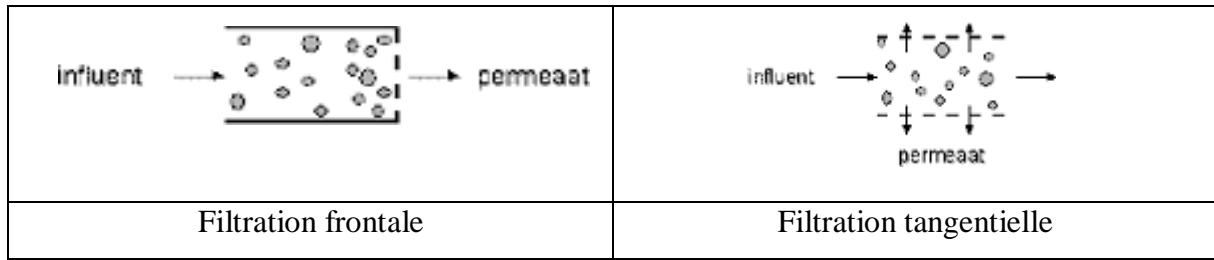 influent
permeaat
influent
permeaat
Filtration frontale
Filtration tangentielle